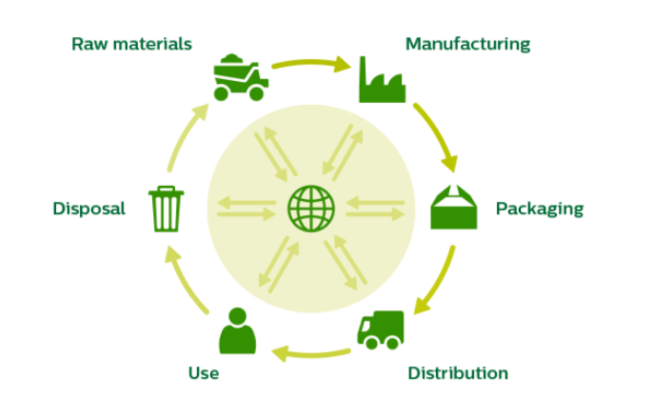 Raw materials
Manufacturing
Disposal
Packaging
Use
Distribution